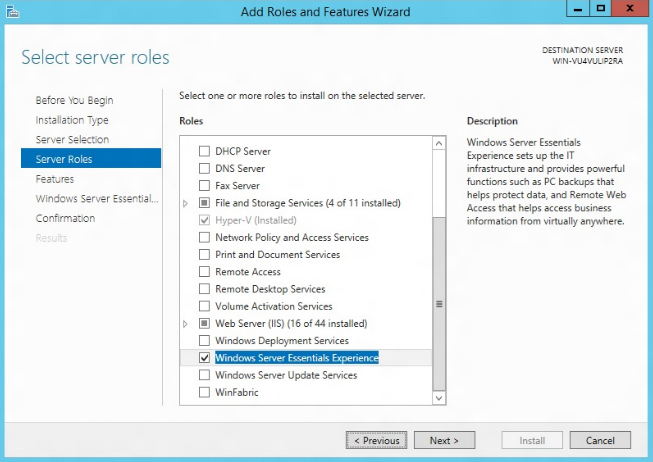 Add Roles and Features Wizard
Select server roles
DESTINATION SERVER
WIN-VU4VULIP2RA
Before You Begin
Installation Type
Server Selection
Server Roles
Features
Windows Server Essential...
Confirmation
Results
Select one or more roles to install on the selected server.
Roles
DHCP Server
DNS Server
Fax Server
File and Storage Services (4 of 11 installed)
Hyper-V (Installed)
Network Policy and Access Services
Print and Document Services
Remote Access
Remote Desktop Services
Volume Activation Services
Web Server (IIS) (16 of 44 installed)
Windows Deployment Services
Windows Server Essentials Experience
Windows Server Update Services
WinFabric
Description
Windows Server Essentials
Experience sets up the IT
infrastructure and provides powerful
functions such as PC backups that
helps protect data, and Remote Web
Access that helps access business
information from virtually anywhere.
< Previous
Next >
Install
Cancel